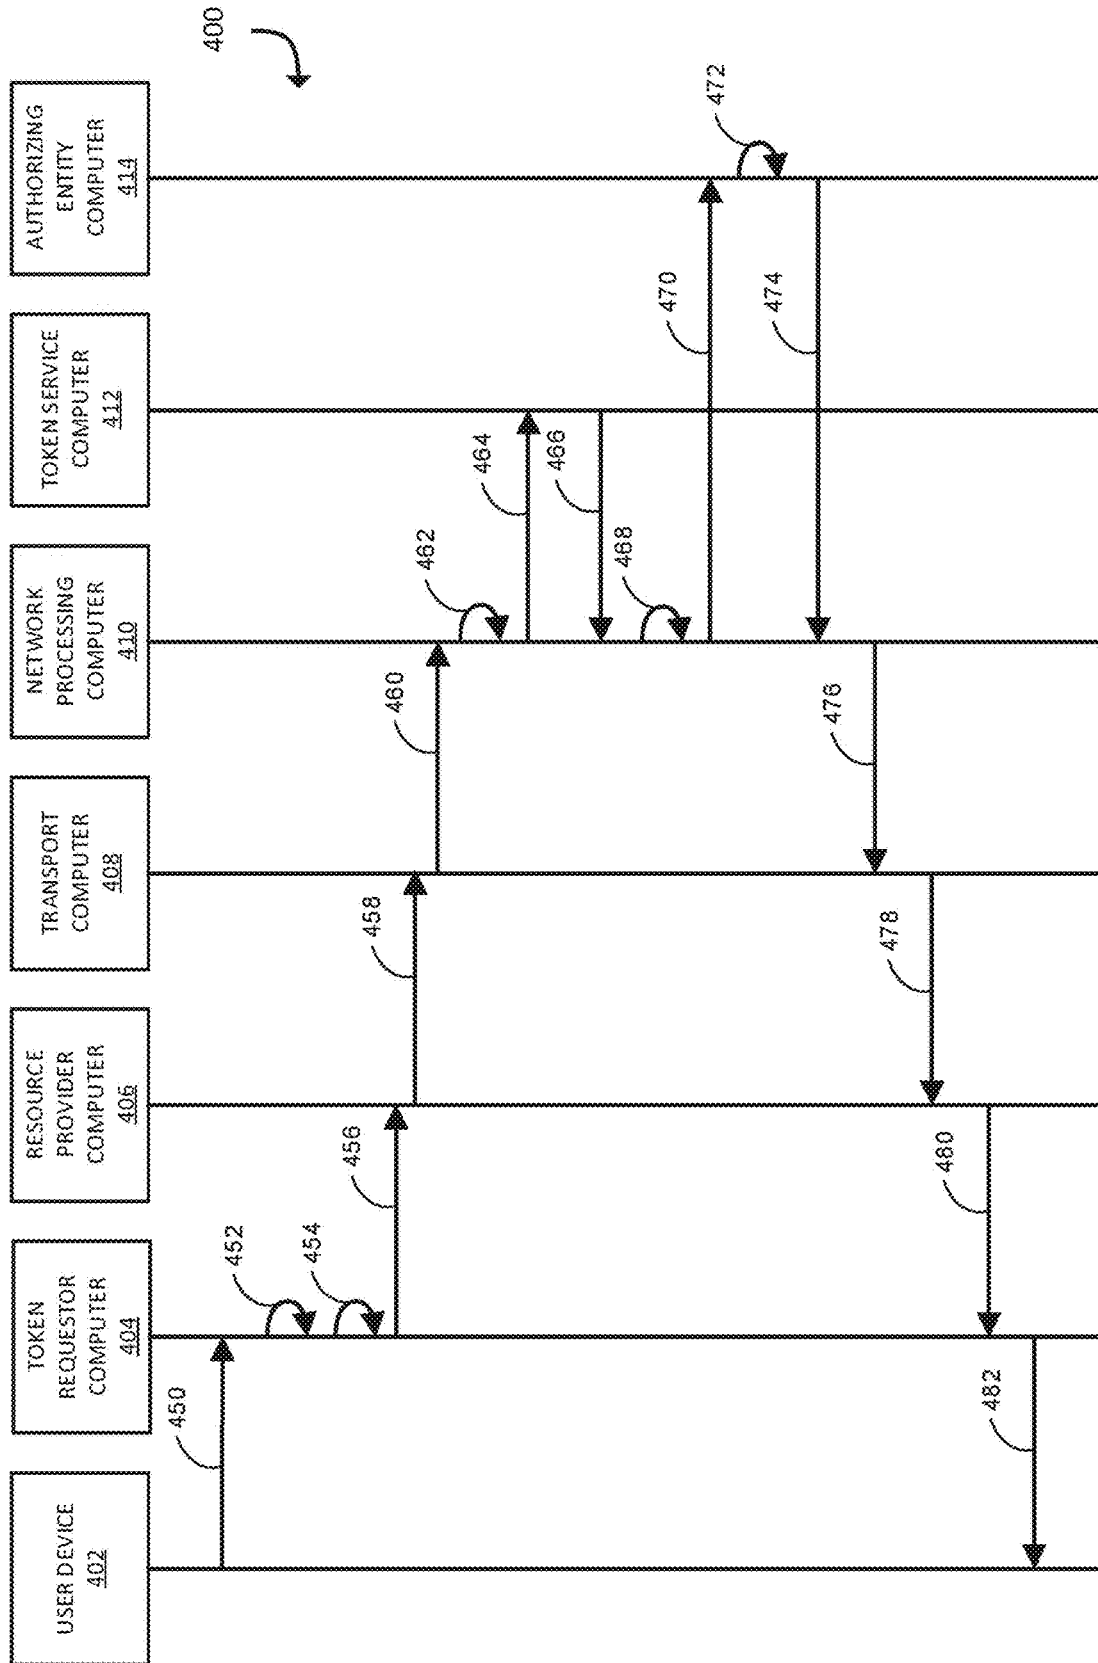 400
USER DEVICE
402
TOKEN
REQUESTOR
COMPUTER
404
RESOURCE
PROVIDER
COMPUTER
406
TRANSPORT
COMPUTER
408
NETWORK
PROCESSING
COMPUTER
410
TOKEN SERVICE
COMPUTER
412
AUTHORIZING
ENTITY
COMPUTER
414
450
452
454
456
458
460
462
464
466
468
470
472
474
476
478
480
482